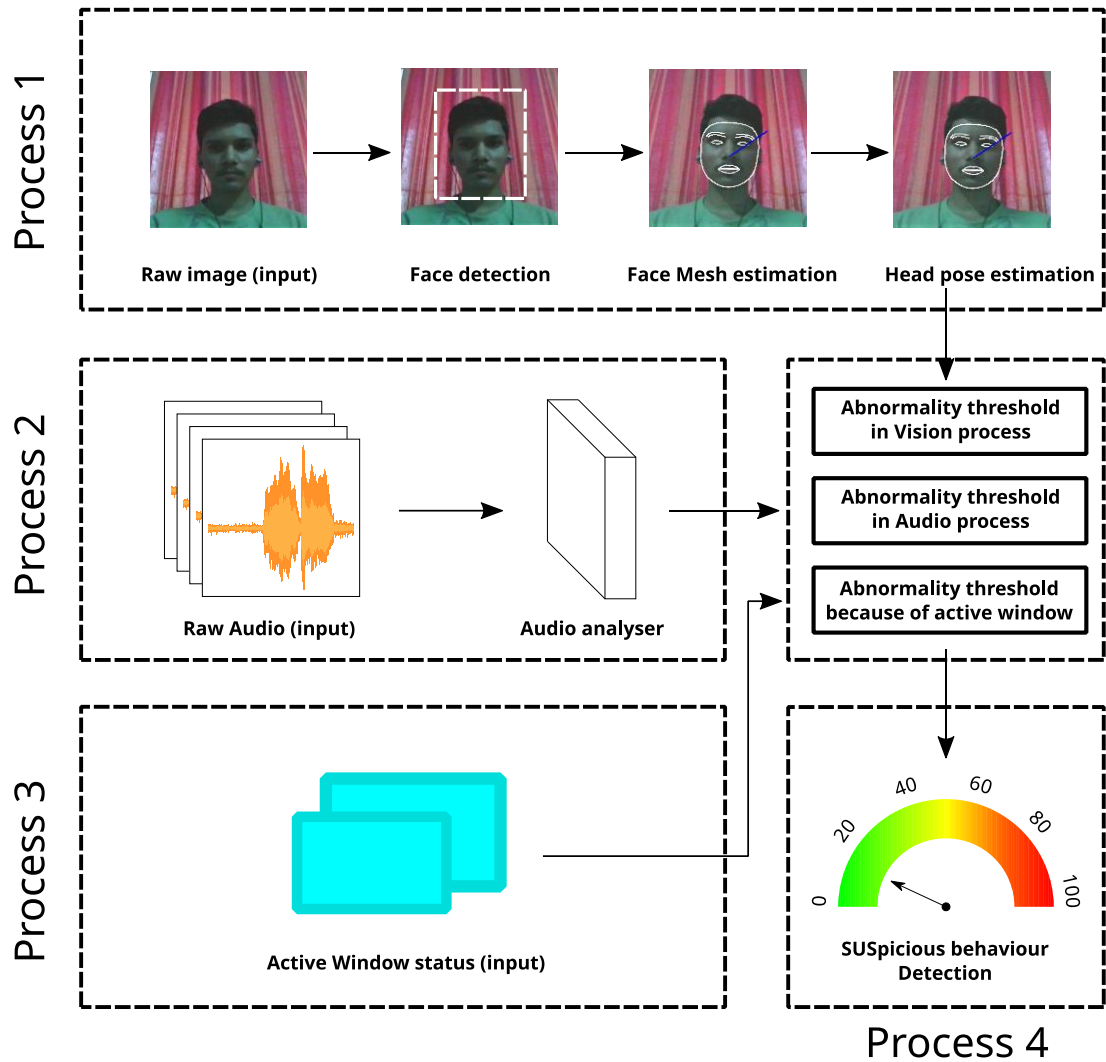 Process 1
Raw image (input)
Face detection
Face Mesh estimation
Head pose estimation
Process 2
Raw Audio (input)
Audio analyser
Abnormality threshold
in Vision process
Abnormality threshold
in Audio process
Abnormality threshold
because of active window
Process 3
Active Window status (input)
0
20
40
60
80
100
SUSpicious behaviour
Detection
Process 4